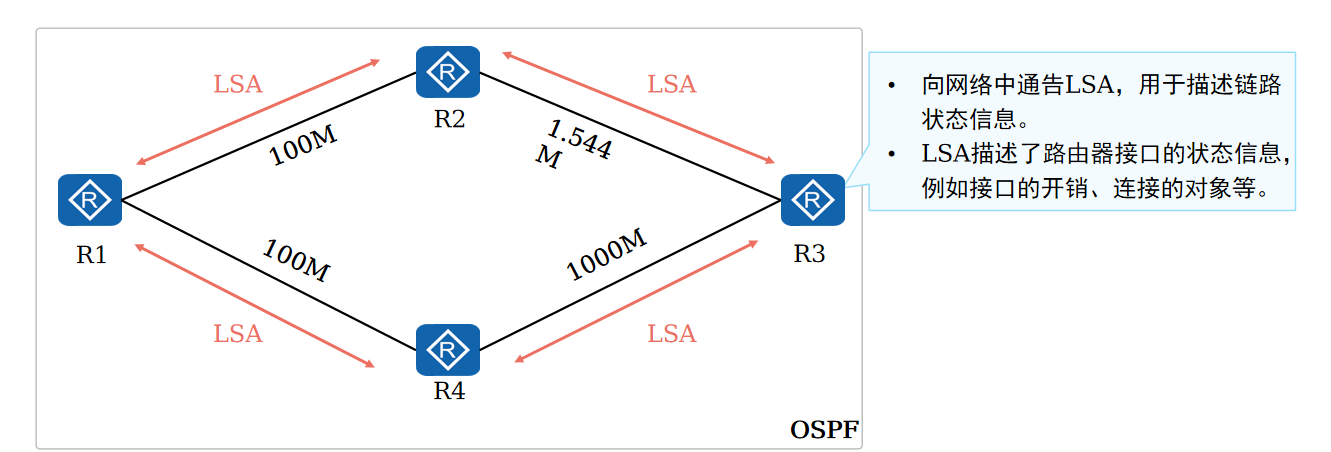 LSA
R
R2
100M
LSA
1.544
M
• 向网络中通告LSA，用于描述链路
状态信息。
• LSA描述了路由器接口的状态信息，
例如接口的开销、连接的对象等。
R
R1
R
R3
100M
LSA
1000M
LSA
R
R4
OSPF